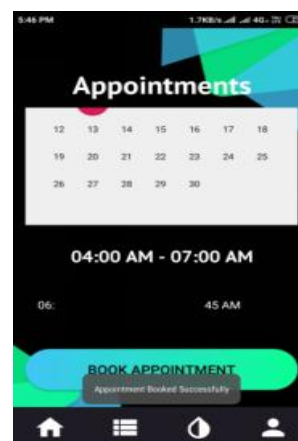 5:46 PM 1.7KB/s 4G
Appointments
12 13 14 15 16 17 18
19 20 21 22 23 24 25
26 27 28 29 30
04:00 AM - 07:00 AM
06: 45 AM
BOOK APPOINTMENT
Appointment Booked Successfully